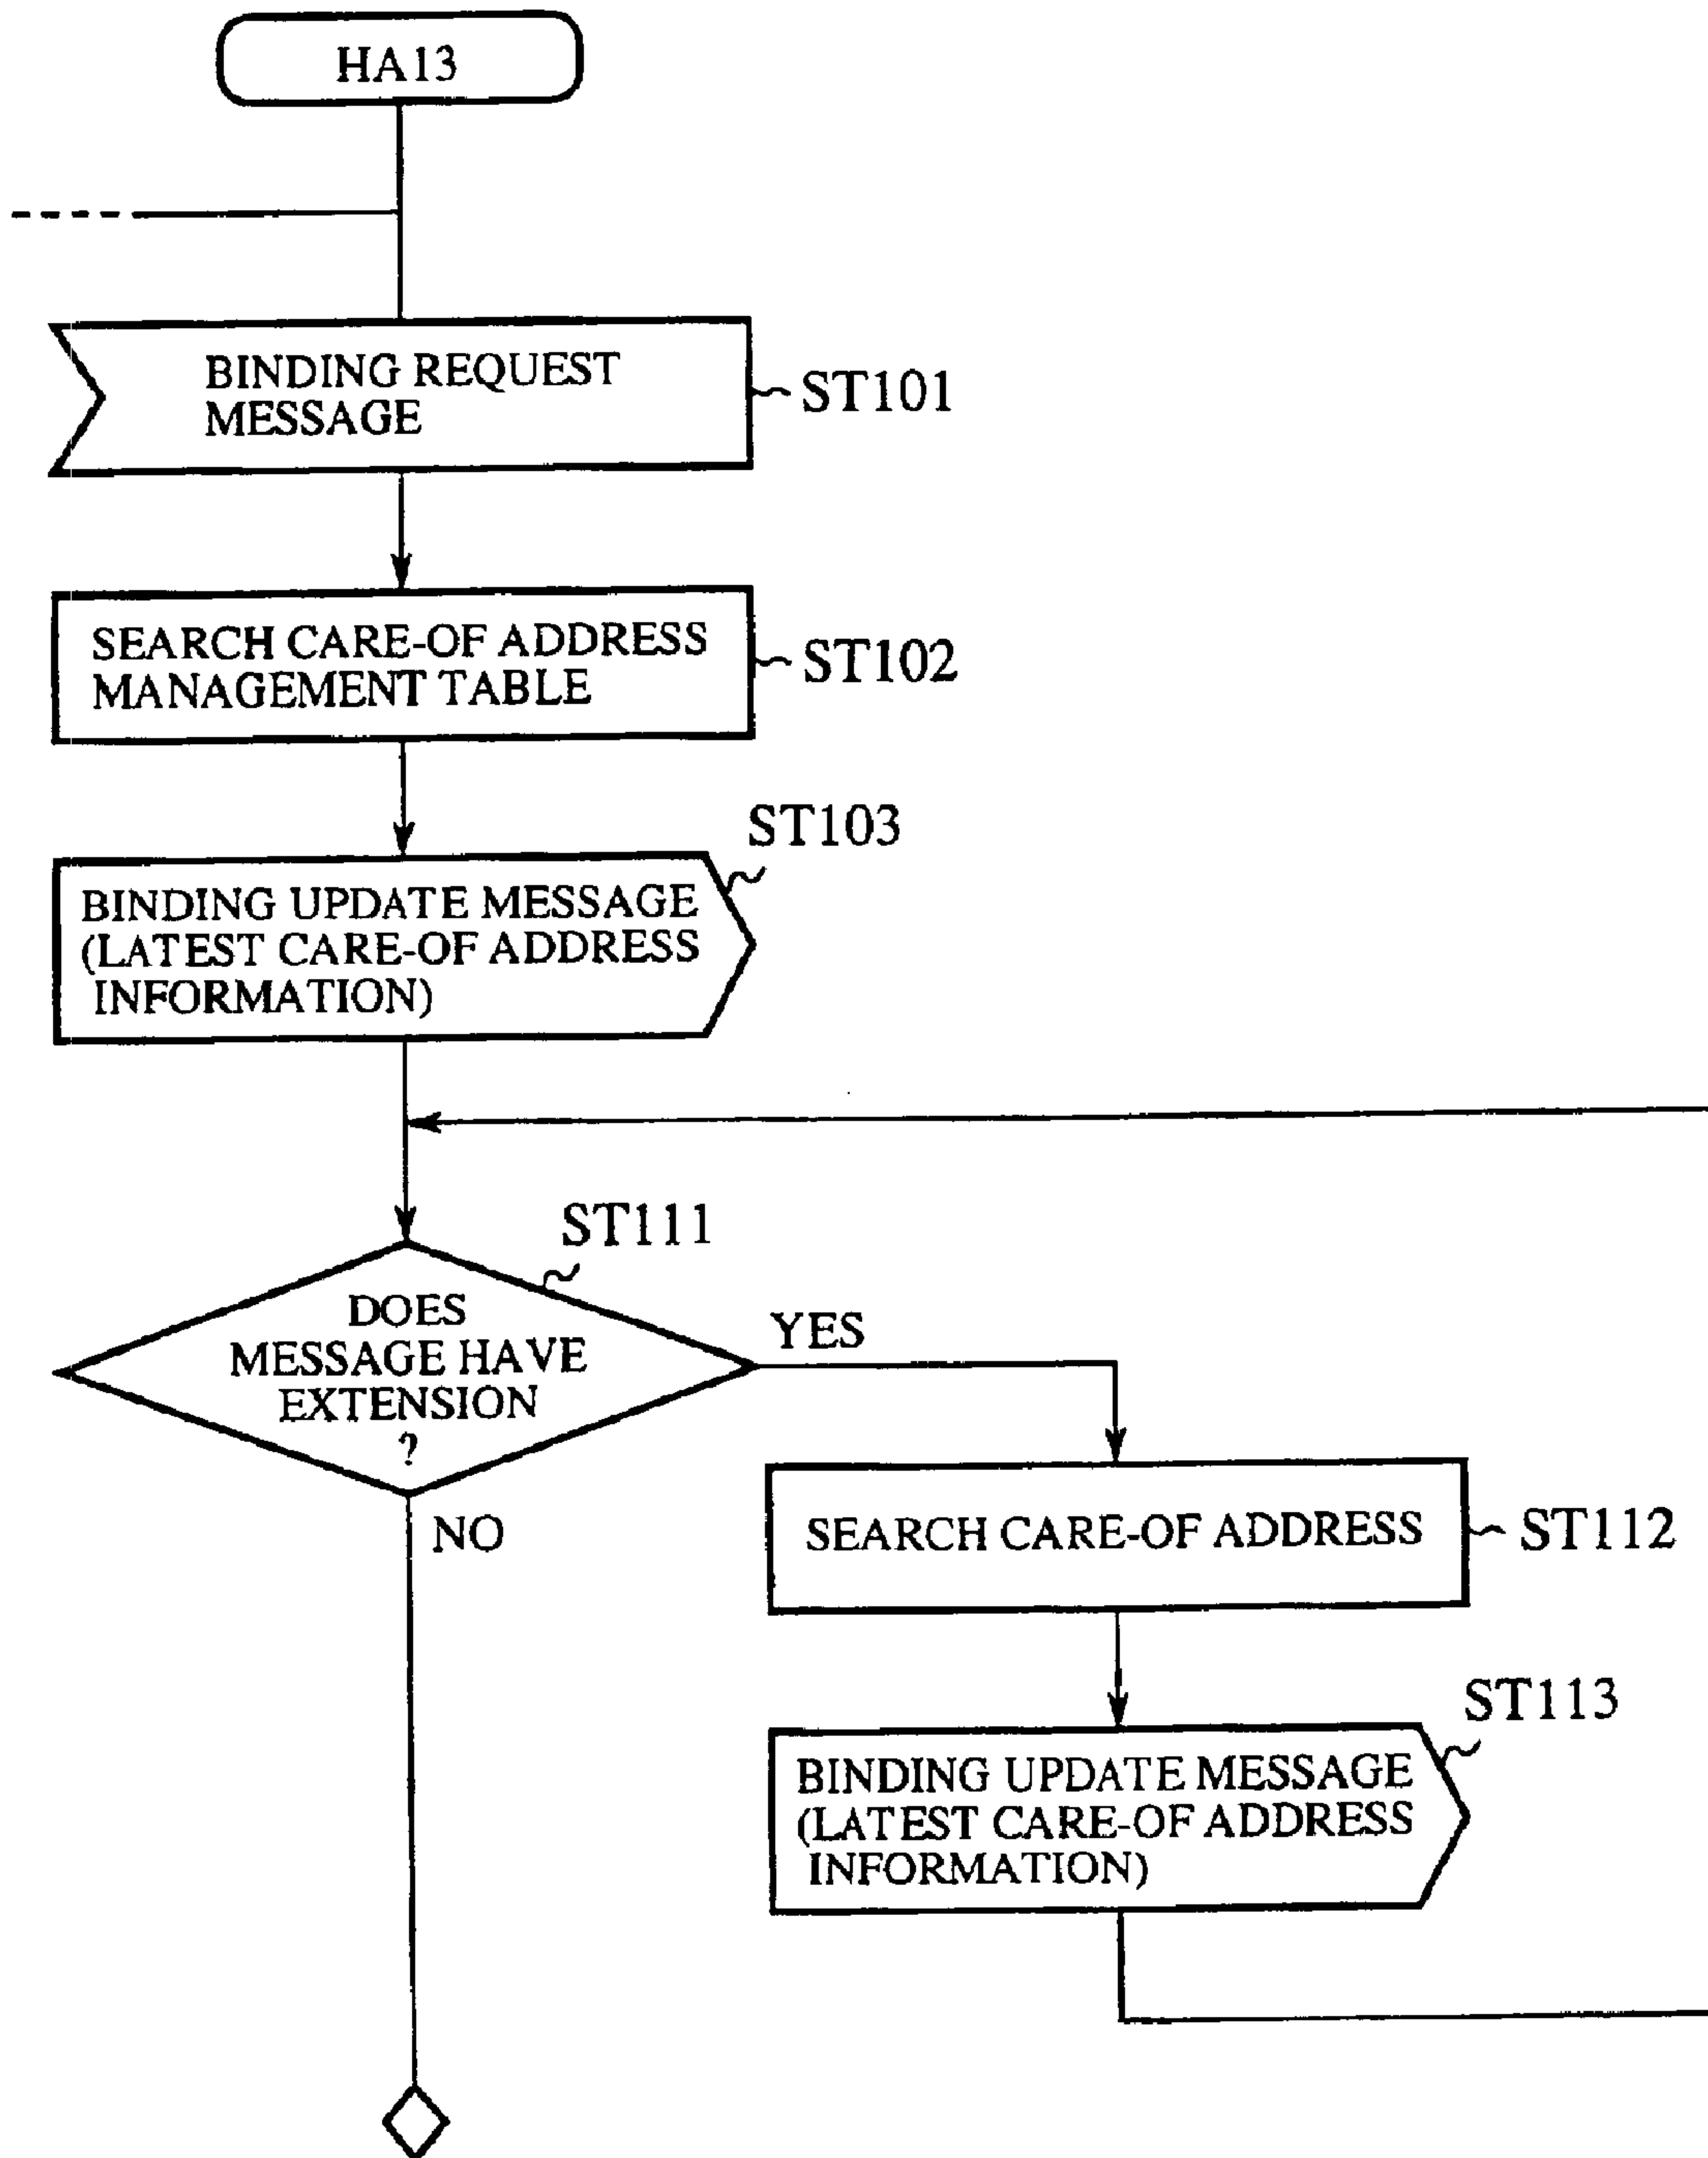 HA13
BINDING REQUEST
MESSAGE
ST101
SEARCH CARE-OF ADDRESS
MANAGEMENT TABLE
ST102
ST103
BINDING UPDATE MESSAGE
(LATEST CARE-OF ADDRESS
INFORMATION)
ST111
DOES
MESSAGE HAVE
EXTENSION
?
YES
NO
SEARCH CARE-OF ADDRESS
ST112
ST113
BINDING UPDATE MESSAGE
(LATEST CARE-OF ADDRESS
INFORMATION)